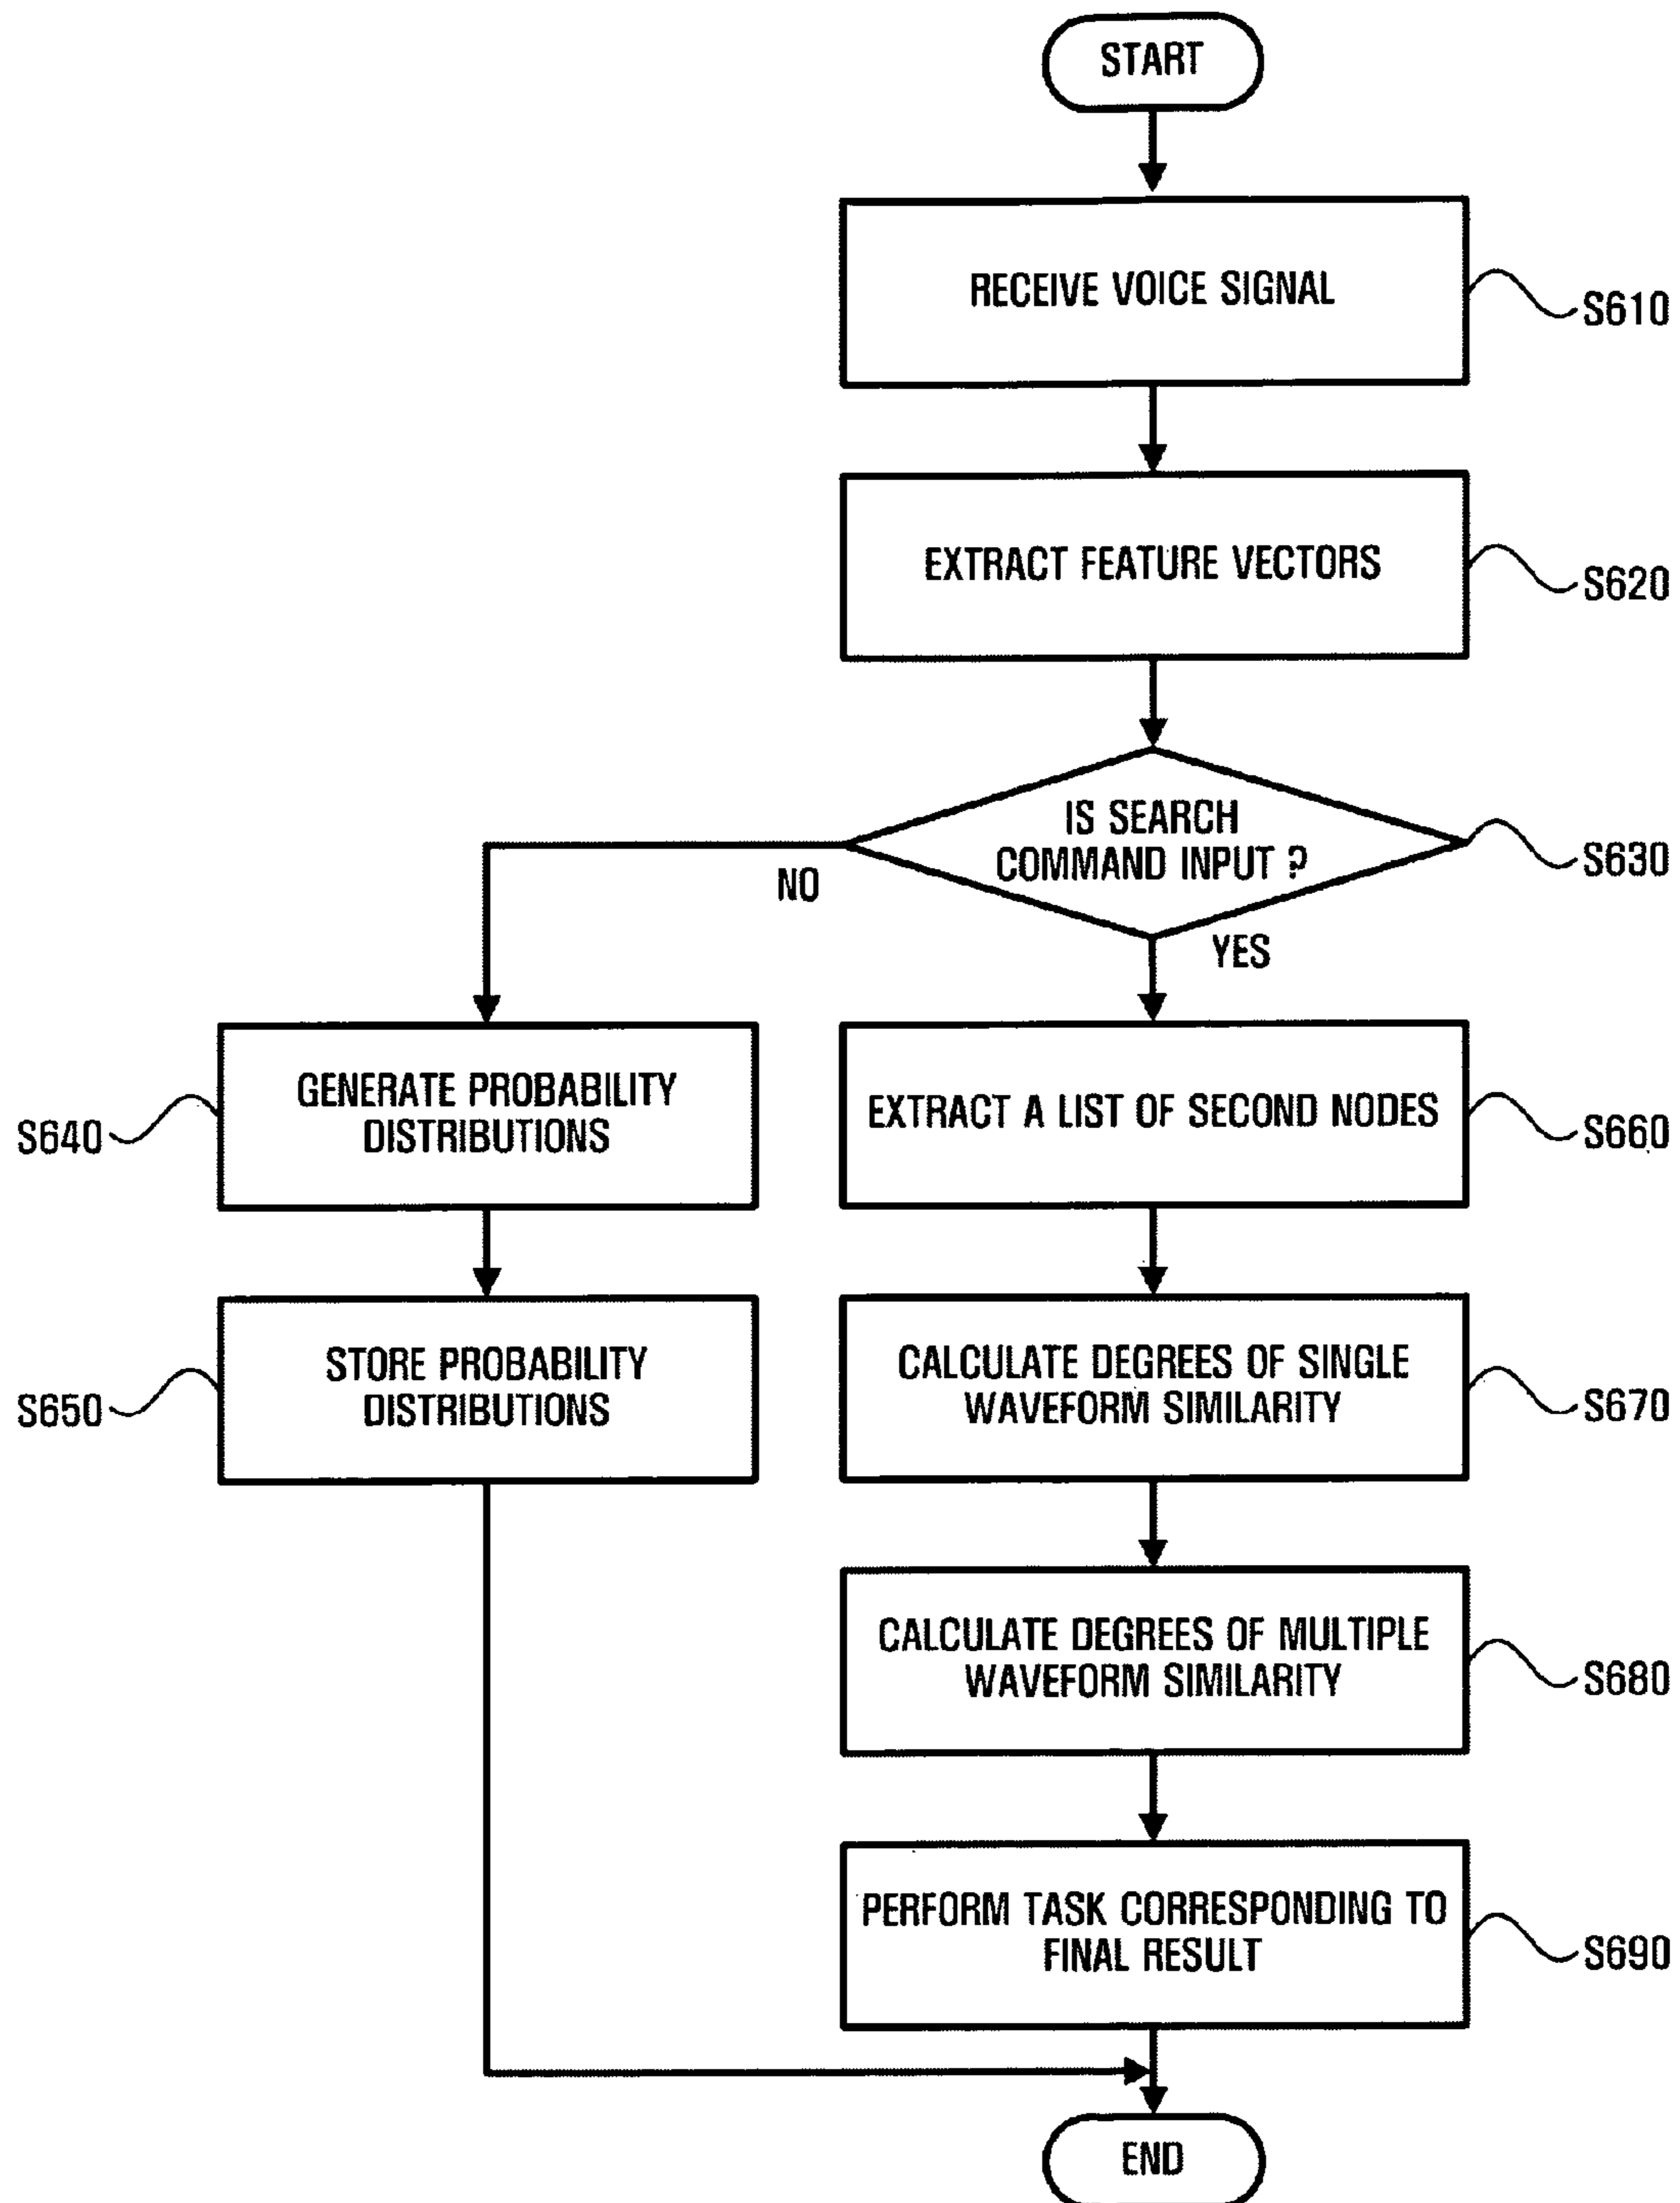 START
RECEIVE VOICE SIGNAL
S610
EXTRACT FEATURE VECTORS
S620
IS SEARCH
COMMAND INPUT ?
S630
NO
YES
GENERATE PROBABILITY
DISTRIBUTIONS
S640
EXTRACT A LIST OF SECOND NODES
S660
STORE PROBABILITY
DISTRIBUTIONS
S650
CALCULATE DEGREES OF SINGLE
WAVEFORM SIMILARITY
S670
CALCULATE DEGREES OF MULTIPLE
WAVEFORM SIMILARITY
S680
PERFORM TASK CORRESPONDING TO
FINAL RESULT
S690
END